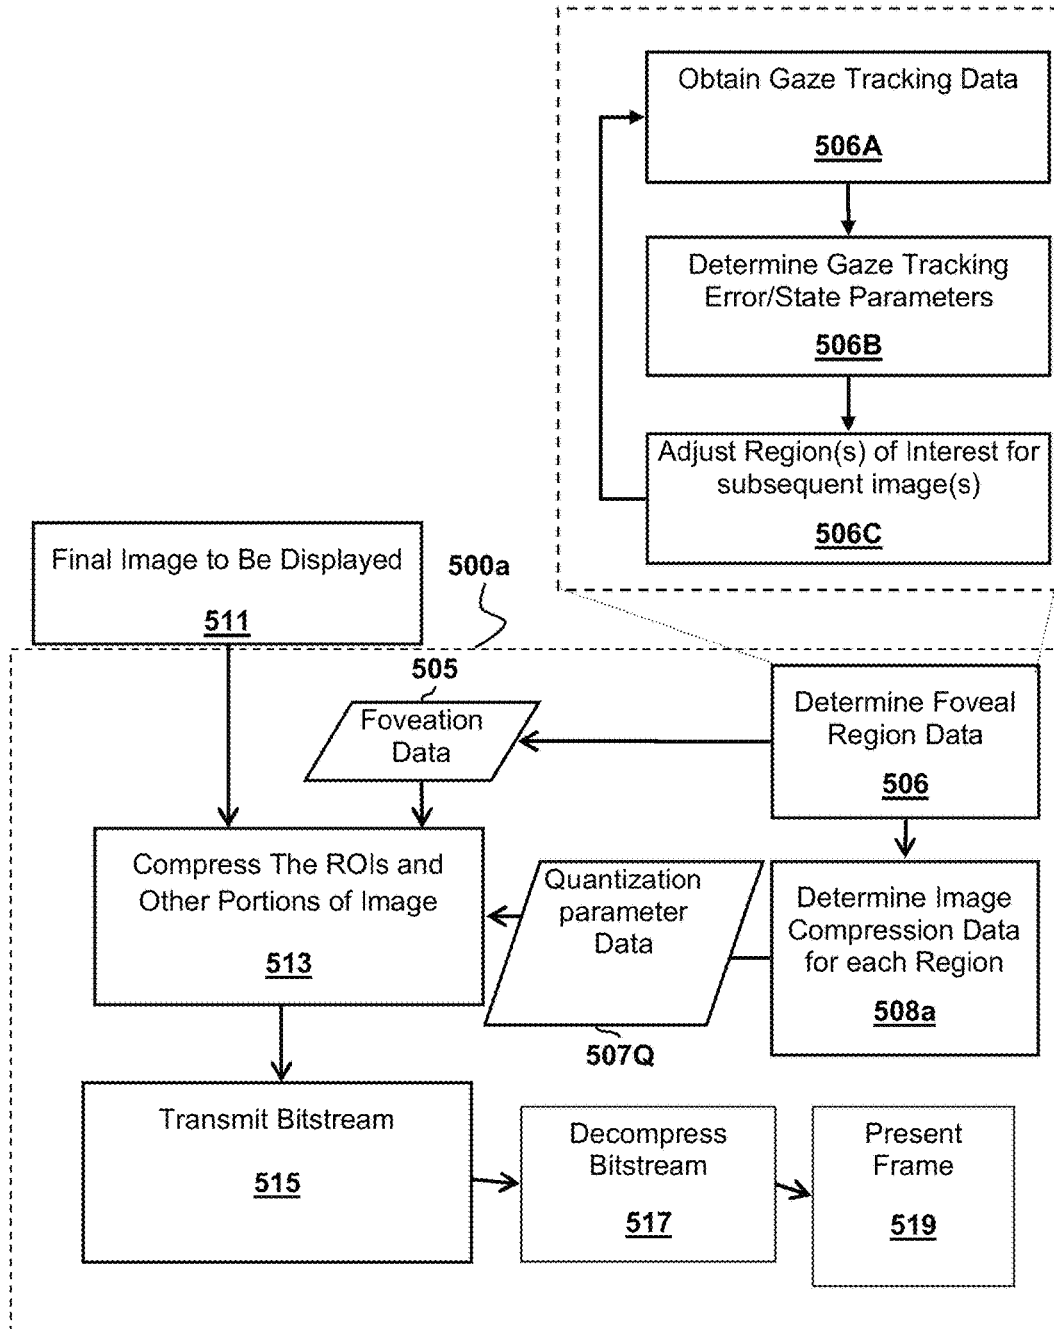 Obtain Gaze Tracking Data
506A
Determine Gaze Tracking
Error/State Parameters
506B
Adjust Region(s) of Interest for
subsequent image(s)
506C
Final Image to Be Displayed
511
500a
505
Foveation
Data
Determine Foveal
Region Data
506
Compress The ROIs and
Other Portions of Image
513
Quantization
parameter
Data
507Q
Determine Image
Compression Data
for each Region
508a
Transmit Bitstream
515
Decompress
Bitstream
517
Present
Frame
519